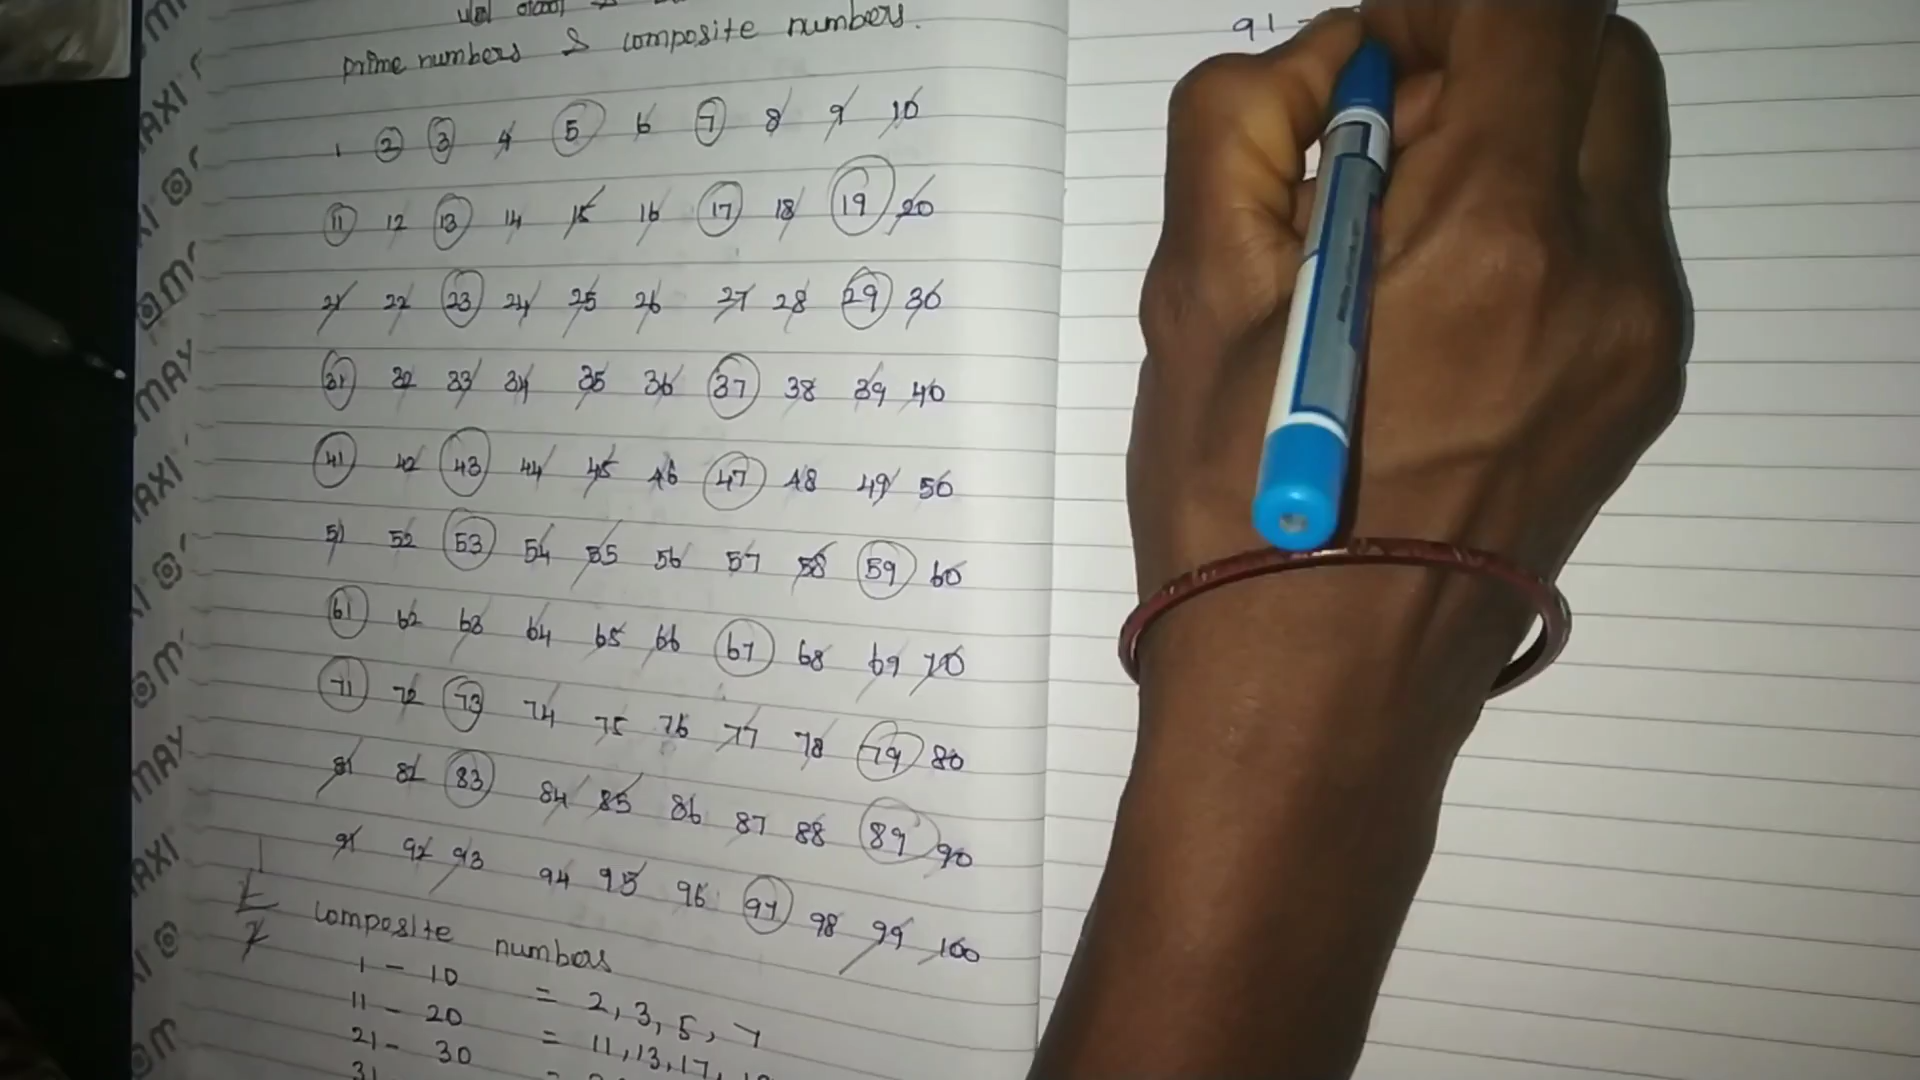 prime numbers & composite numbers.
1 2 3 4 5 6 7 8 9 10
11 12 13 14 15 16 17 18 19 20
21 22 23 24 25 26 27 28 29 30
31 32 33 34 35 36 37 38 39 40
41 42 43 44 45 46 47 48 49 50
51 52 53 54 55 56 57 58 59 60
61 62 63 64 65 66 67 68 69 70
71 72 73 74 75 76 77 78 79 80
81 82 83 84 85 86 87 88 89 90
91 92 93 94 95 96 97 98 99 100
composite numbers
1 - 10 = 2, 3, 5, 7
11 - 20 = 11, 13, 17,
21 - 30 =
31
91 -